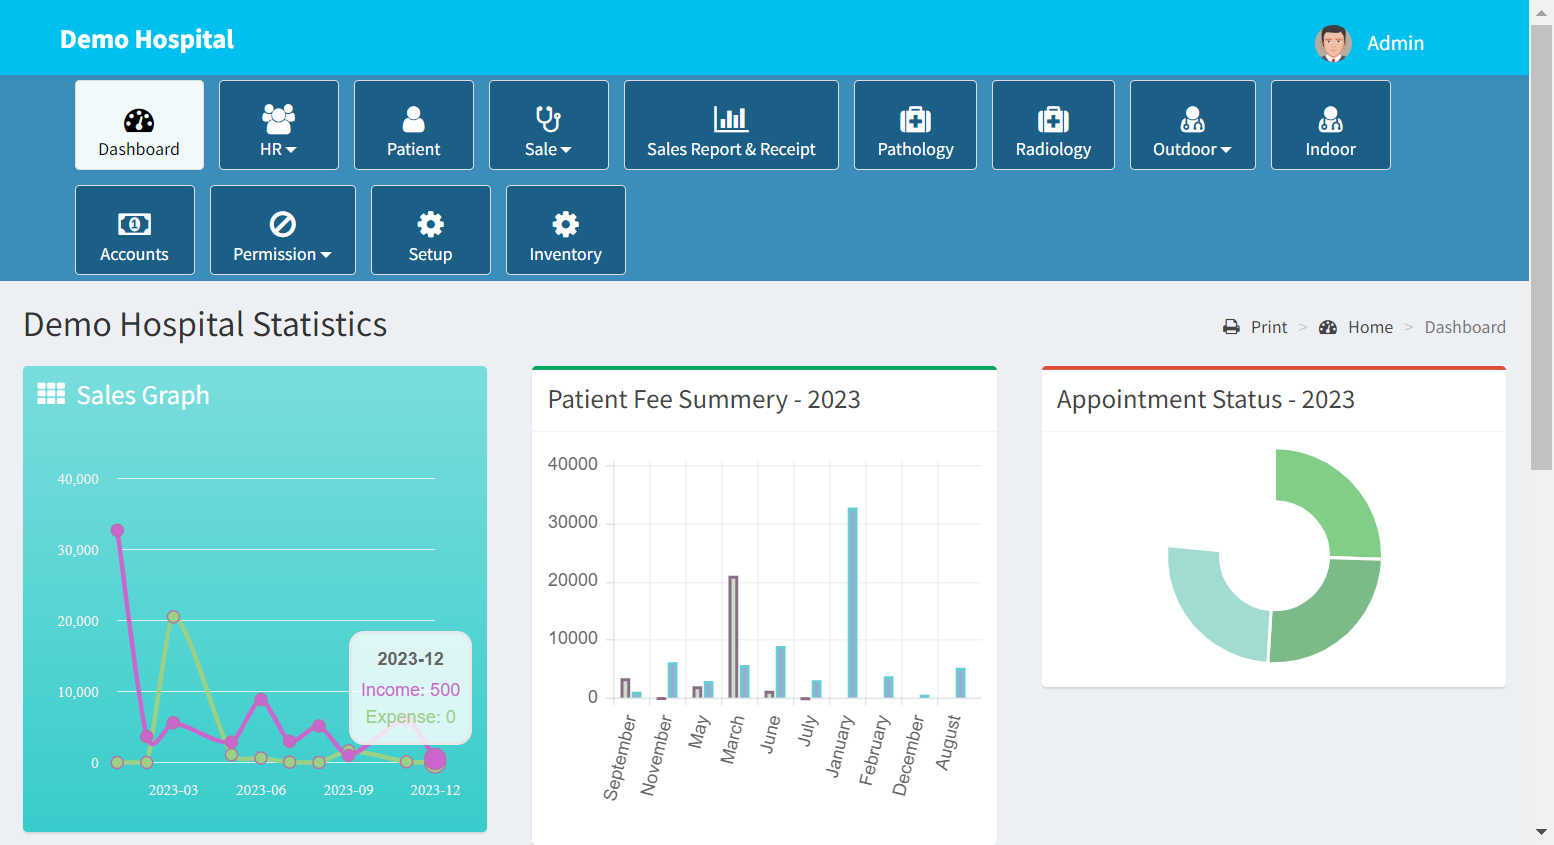 Demo Hospital
Admin
Dashboard
HR
Patient
Sale
Sales Report & Receipt
Pathology
Radiology
Outdoor
Indoor
Accounts
Permission
Setup
Inventory
Demo Hospital Statistics
Print > Home > Dashboard
Sales Graph
40,000
30,000
20,000
10,000
0
2023-03
2023-06
2023-09
2023-12
2023-12
Income: 500
Expense: 0
Patient Fee Summery - 2023
40000
30000
20000
10000
0
September
November
May
March
June
July
January
February
December
August
Appointment Status - 2023